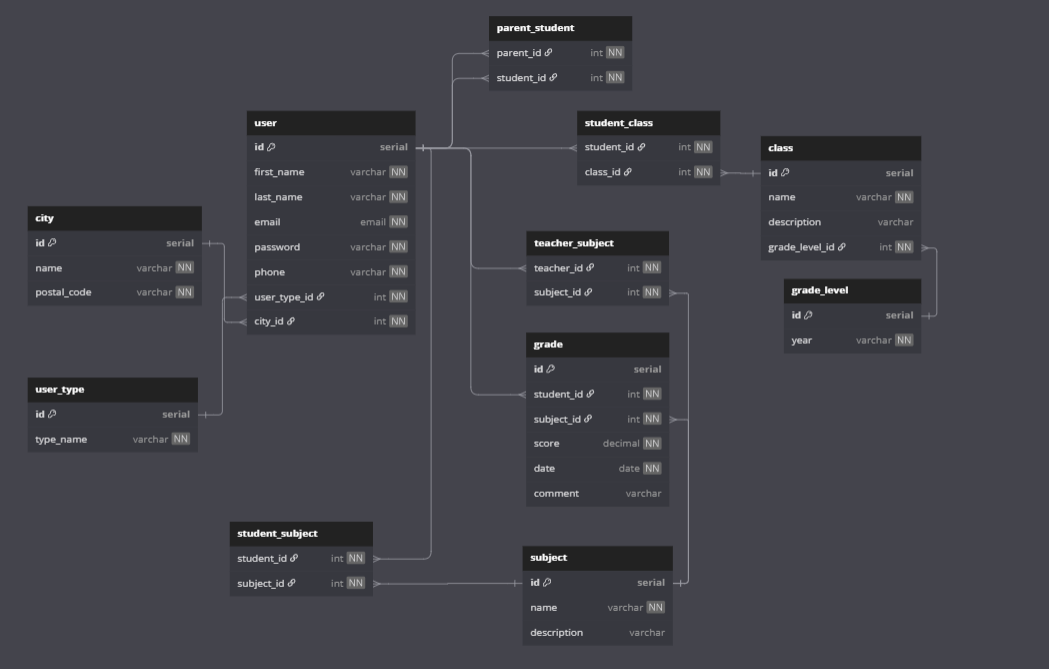 parent_student
parent_id int NN
student_id int NN
user
id serial
first_name varchar NN
last_name varchar NN
email email NN
password varchar NN
phone varchar NN
user_type_id int NN
city_id int NN
student_class
student_id int NN
class_id int NN
class
id serial
name varchar NN
description varchar
grade_level_id int NN
city
id serial
name varchar NN
postal_code varchar NN
teacher_subject
teacher_id int NN
subject_id int NN
grade_level
id serial
year varchar NN
grade
id serial
student_id int NN
subject_id int NN
score decimal NN
date date NN
comment varchar
user_type
id serial
type_name varchar NN
student_subject
student_id int NN
subject_id int NN
subject
id serial
name varchar NN
description varchar